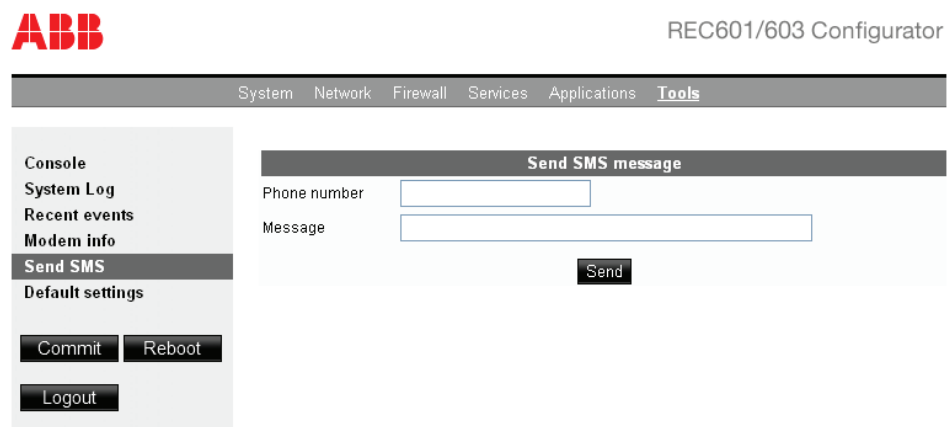 ABB
REC601/603 Configurator
System Network Firewall Services Applications Tools
Console
System Log
Recent events
Modem info
Send SMS
Default settings
Commit Reboot
Logout
Send SMS message
Phone number
Message
Send